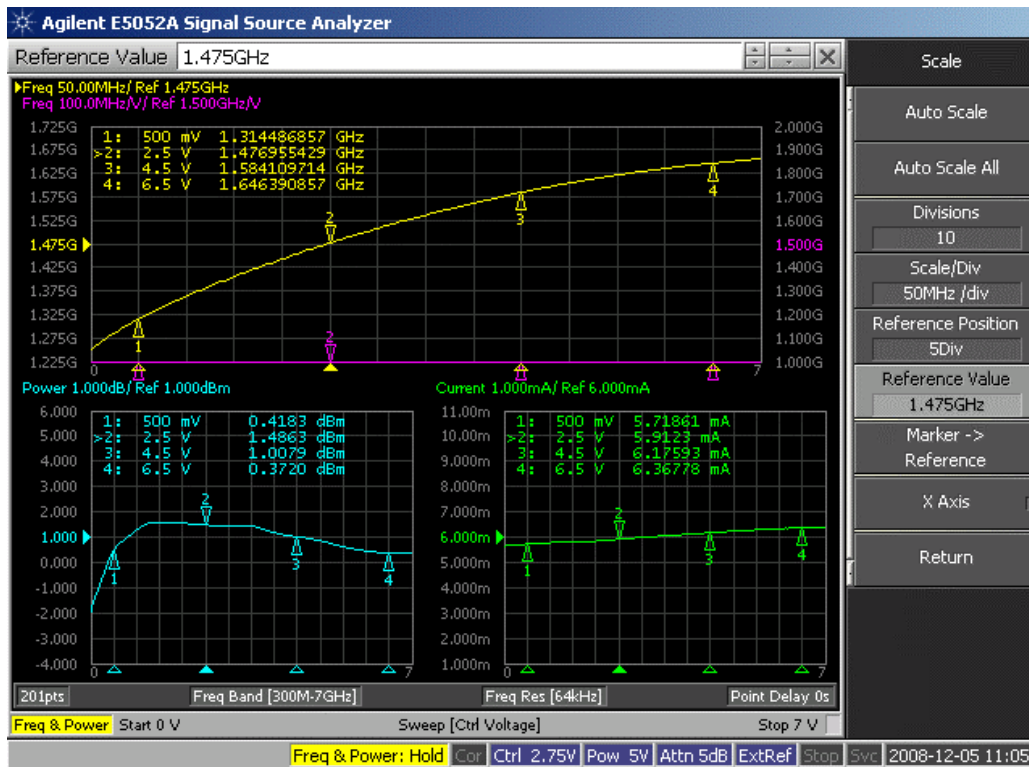 Agilent E5052A Signal Source Analyzer
Reference Value 1.475GHz
Freq 50.00MHz/ Ref 1.475GHz
Freq 100.0MHz/V/ Ref 1.500GHz/V
1.725G
1.675G
1.625G
1.575G
1.525G
1.475G
1.425G
1.375G
1.325G
1.225G
1: 500 mV 1.314486857 GHz
>2: 2.5 V 1.476955429 GHz
3: 4.5 V 1.584109714 GHz
4: 6.5 V 1.646390857 GHz
1
2
3
4
2
2.000G
1.900G
1.800G
1.700G
1.600G
1.500G
1.400G
1.300G
1.200G
1.100G
1.000G
0
7
Power 1.000dB/ Ref 1.000dBm
6.000
5.000
4.000
3.000
2.000
1.000
0.000
-1.000
-2.000
-3.000
-4.000
1: 500 mV 0.4183 dBm
>2: 2.5 V 1.4863 dBm
3: 4.5 V 1.0079 dBm
4: 6.5 V 0.3720 dBm
1
2
3
4
0
7
Current 1.000mA/ Ref 6.000mA
11.00m
10.00m
9.000m
8.000m
7.000m
6.000m
5.000m
4.000m
3.000m
2.000m
1.000m
1: 500 mV 5.71861 mA
>2: 2.5 V 5.9123 mA
3: 4.5 V 6.17593 mA
4: 6.5 V 6.36778 mA
1
2
3
4
0
7
201pts
Freq Band [300M-7GHz]
Freq Res [64kHz]
Point Delay 0s
Freq & Power Start 0 V
Sweep [Ctrl Voltage]
Stop 7 V
Scale
Auto Scale
Auto Scale All
Divisions
10
Scale/Div
50MHz /div
Reference Position
5Div
Reference Value
1.475GHz
Marker ->
Reference
X Axis
Return
Freq & Power: Hold Cor Ctrl 2.75V Pow 5V Attn 5dB ExtRef Stop Svc 2008-12-05 11:05